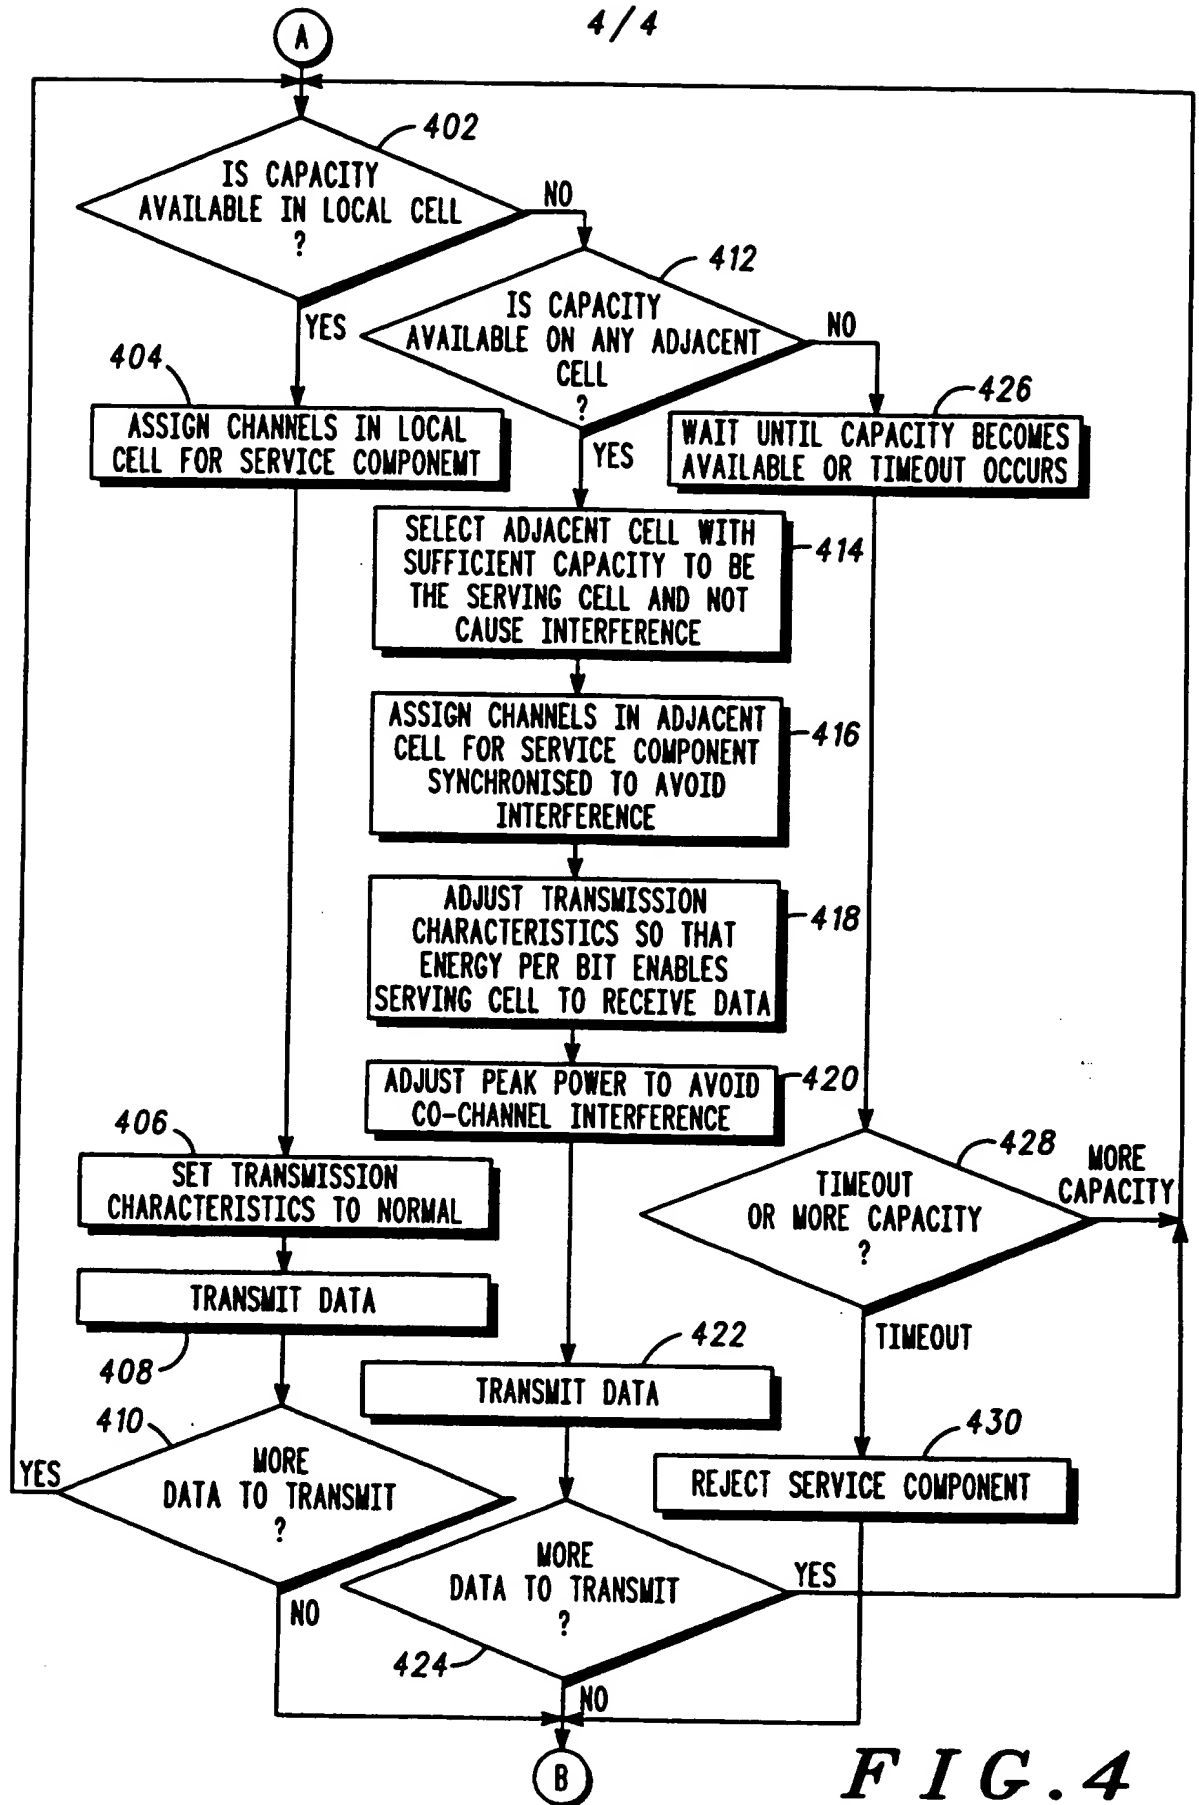 4/4
A
402
IS CAPACITY
AVAILABLE IN LOCAL CELL
?
NO
YES
412
IS CAPACITY
AVAILABLE ON ANY ADJACENT
CELL
?
NO
YES
404
ASSIGN CHANNELS IN LOCAL
CELL FOR SERVICE COMPONEMT
426
WAIT UNTIL CAPACITY BECOMES
AVAILABLE OR TIMEOUT OCCURS
SELECT ADJACENT CELL WITH
SUFFICIENT CAPACITY TO BE
THE SERVING CELL AND NOT
CAUSE INTERFERENCE
414
ASSIGN CHANNELS IN ADJACENT
CELL FOR SERVICE COMPONENT
SYNCHRONISED TO AVOID
INTERFERENCE
416
ADJUST TRANSMISSION
CHARACTERISTICS SO THAT
ENERGY PER BIT ENABLES
SERVING CELL TO RECEIVE DATA
418
ADJUST PEAK POWER TO AVOID
CO-CHANNEL INTERFERENCE
420
406
SET TRANSMISSION
CHARACTERISTICS TO NORMAL
428
TIMEOUT
OR MORE CAPACITY
?
MORE
CAPACITY
TIMEOUT
TRANSMIT DATA
408
422
TRANSMIT DATA
410
MORE
DATA TO TRANSMIT
?
YES
NO
430
REJECT SERVICE COMPONENT
MORE
DATA TO TRANSMIT
?
YES
424
NO
B
FIG.4